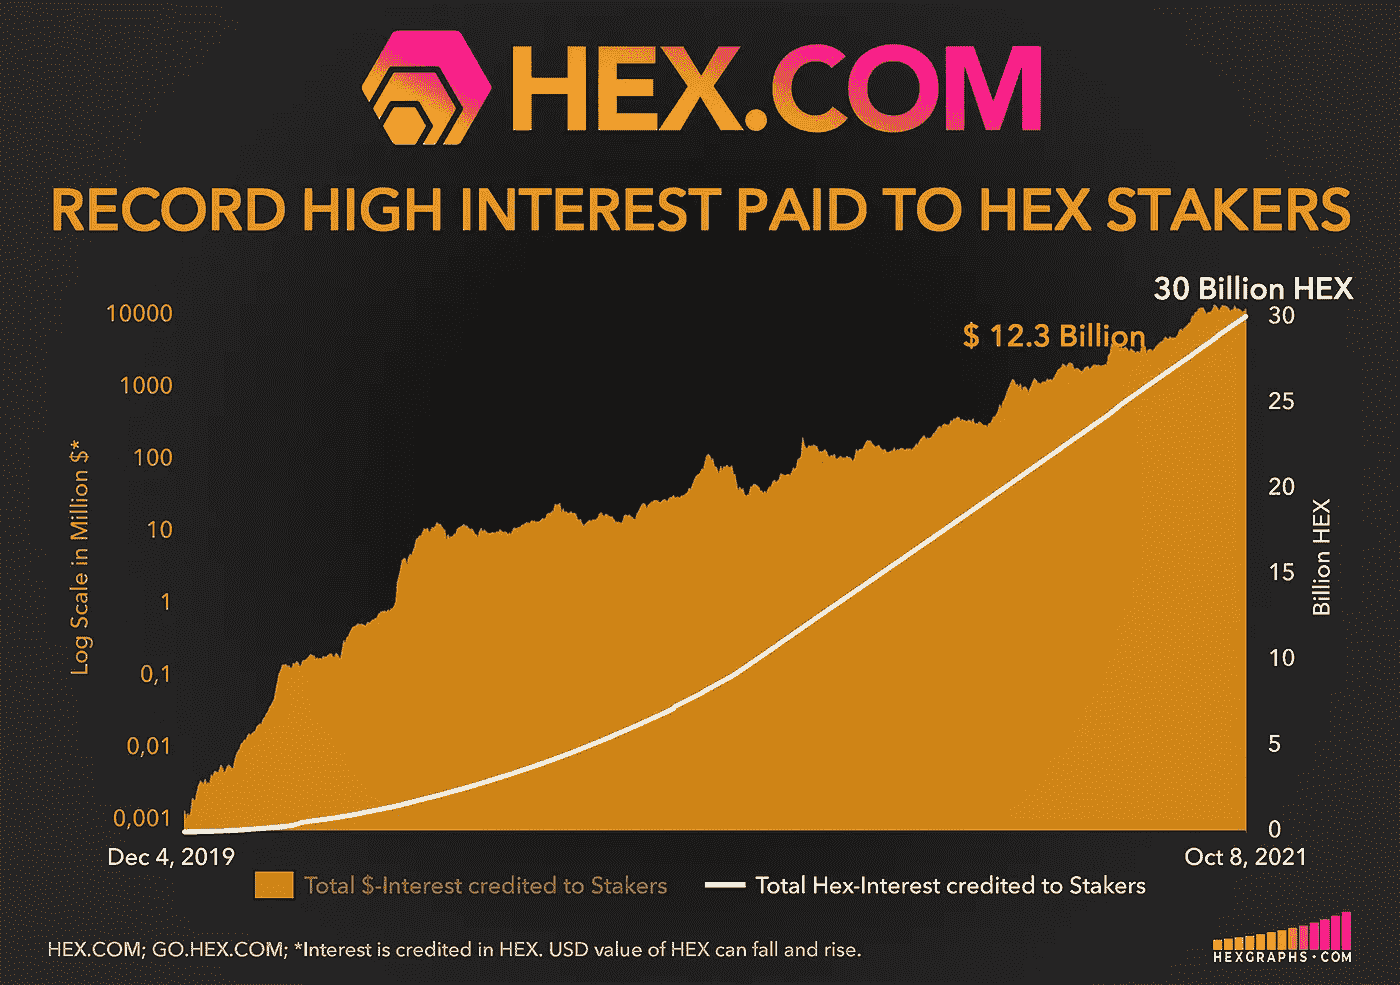 HEX.COM
RECORD HIGH INTEREST PAID TO HEX STAKERS
30 Billion HEX
$ 12.3 Billion
10000
1000
100
10
1
0,1
0,01
0,001
Log Scale in Million $*
30
25
20
15
10
5
0
Billion HEX
Dec 4, 2019
Oct 8, 2021
Total $-Interest credited to Stakers
Total Hex-Interest credited to Stakers
HEX.COM; GO.HEX.COM; *Interest is credited in HEX. USD value of HEX can fall and rise.
HEXGRAPHS·COM